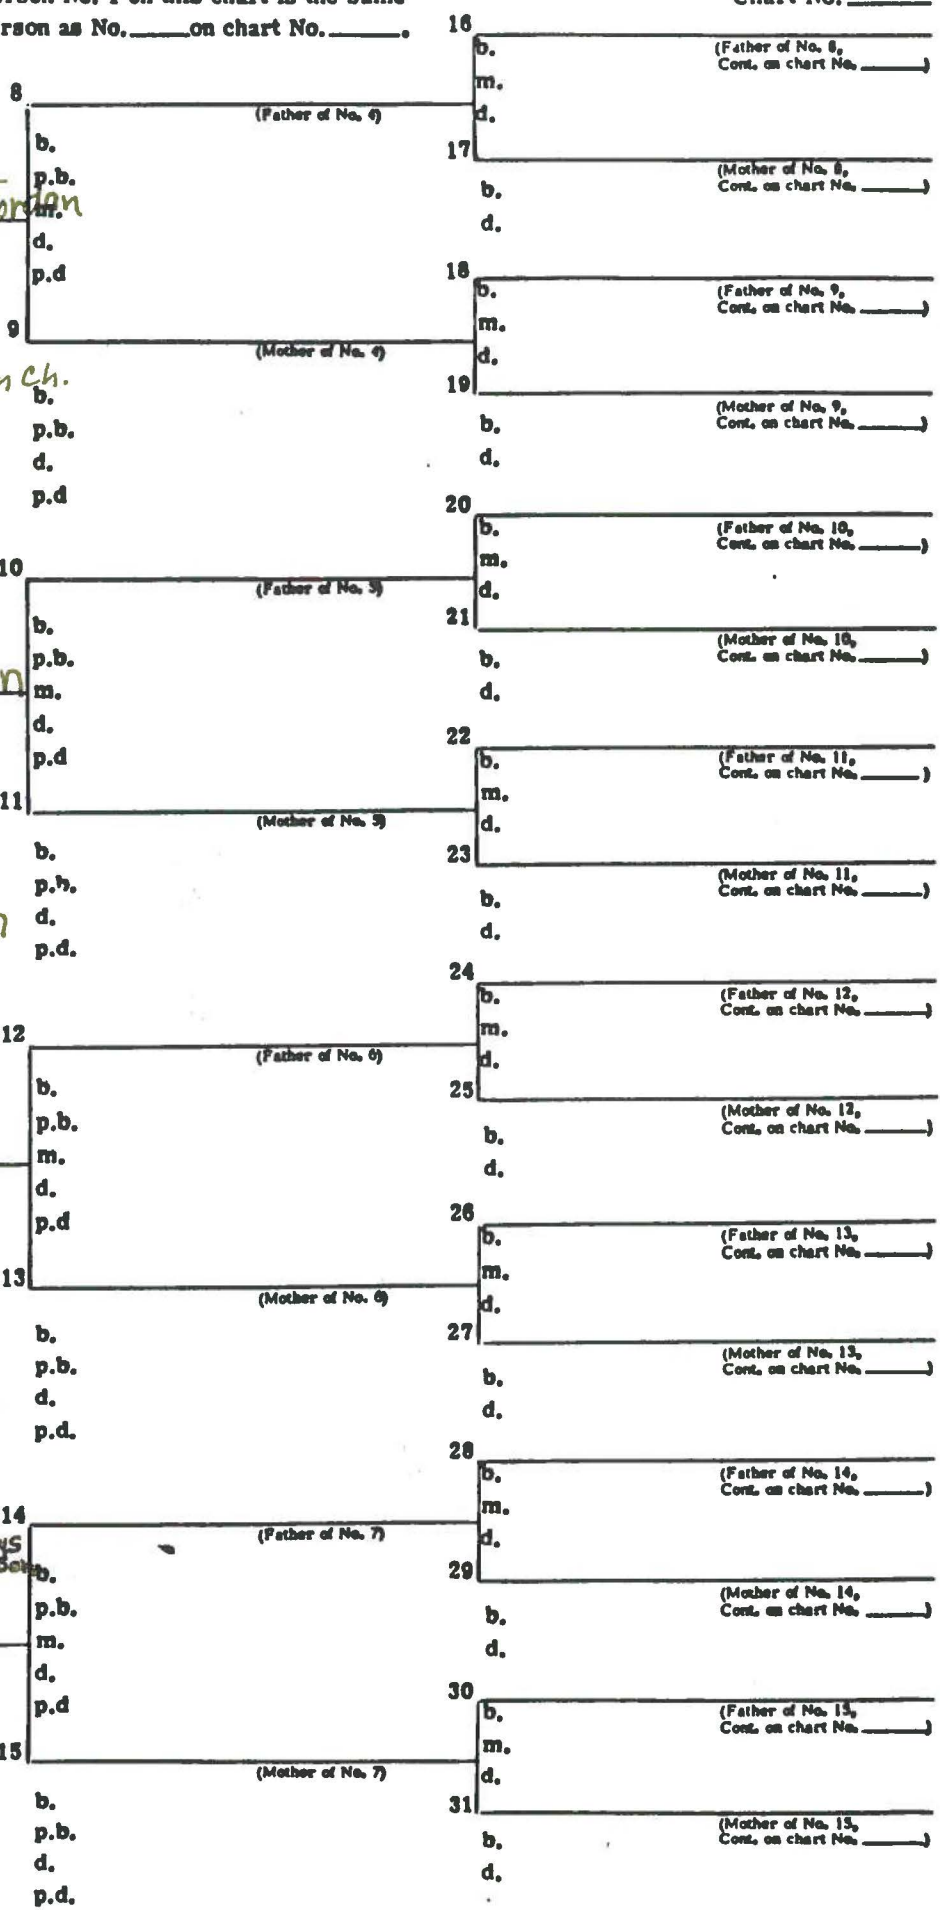 rson as No. ____ on chart No. ____.
Chart No. ____
8
(Father of No. 4)
b.
p.b.
m.
d.
p.d
9
(Mother of No. 4)
ch.
b.
p.b.
d.
p.d
10
(Father of No. 5)
b.
p.b.
n
m.
d.
p.d
11
(Mother of No. 5)
b.
p.b.
d.
p.d.
12
(Father of No. 6)
b.
p.b.
m.
d.
p.d
13
(Mother of No. 6)
b.
p.b.
d.
p.d.
14
(Father of No. 7)
b.
p.b.
m.
d.
p.d
15
(Mother of No. 7)
b.
p.b.
d.
p.d.
16
b.
(Father of No. 8,
Cont. on chart No. ____)
m.
d.
17
(Mother of No. 8,
Cont. on chart No. ____)
b.
d.
18
b.
(Father of No. 9,
Cont. on chart No. ____)
m.
d.
19
(Mother of No. 9,
Cont. on chart No. ____)
b.
d.
20
b.
(Father of No. 10,
Cont. on chart No. ____)
m.
d.
21
(Mother of No. 10,
Cont. on chart No. ____)
b.
d.
22
b.
(Father of No. 11,
Cont. on chart No. ____)
m.
d.
23
(Mother of No. 11,
Cont. on chart No. ____)
b.
d.
24
b.
(Father of No. 12,
Cont. on chart No. ____)
m.
d.
25
(Mother of No. 12,
Cont. on chart No. ____)
b.
d.
26
b.
(Father of No. 13,
Cont. on chart No. ____)
m.
d.
27
(Mother of No. 13,
Cont. on chart No. ____)
b.
d.
28
b.
(Father of No. 14,
Cont. on chart No. ____)
m.
d.
29
(Mother of No. 14,
Cont. on chart No. ____)
b.
d.
30
b.
(Father of No. 15,
Cont. on chart No. ____)
m.
d.
31
(Mother of No. 15,
Cont. on chart No. ____)
b.
d.